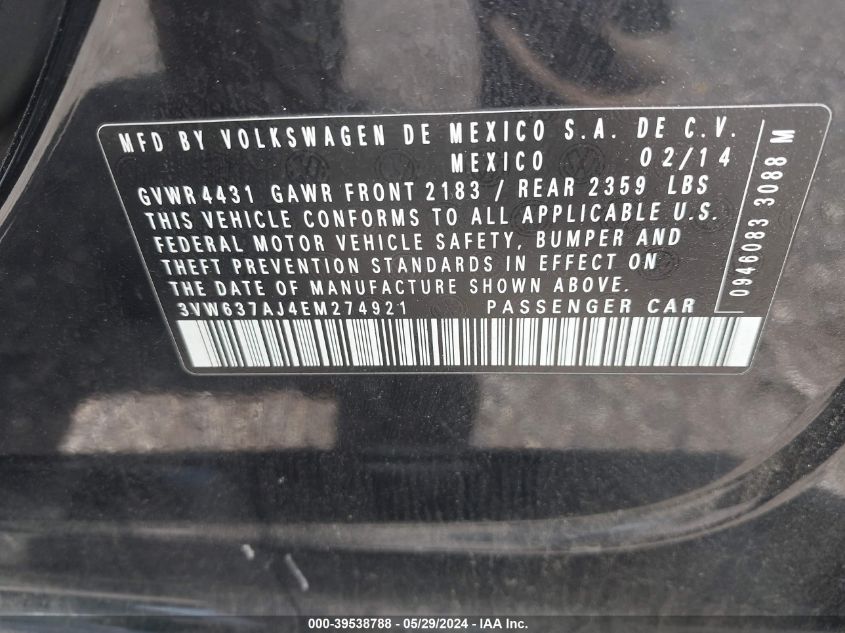 MFD BY VOLKSWAGEN DE MEXICO S.A. DE C.V.
MEXICO 02/14
GVWR4431 GAWR FRONT 2183 / REAR 2359 LBS
THIS VEHICLE CONFORMS TO ALL APPLICABLE U.S.
FEDERAL MOTOR VEHICLE SAFETY, BUMPER AND
THEFT PREVENTION STANDARDS IN EFFECT ON
THE DATE OF MANUFACTURE SHOWN ABOVE.
3VW637AJ4EM274921 PASSENGER CAR
0946083 3088 M
000-39538788 - 05/29/2024 - IAA Inc.